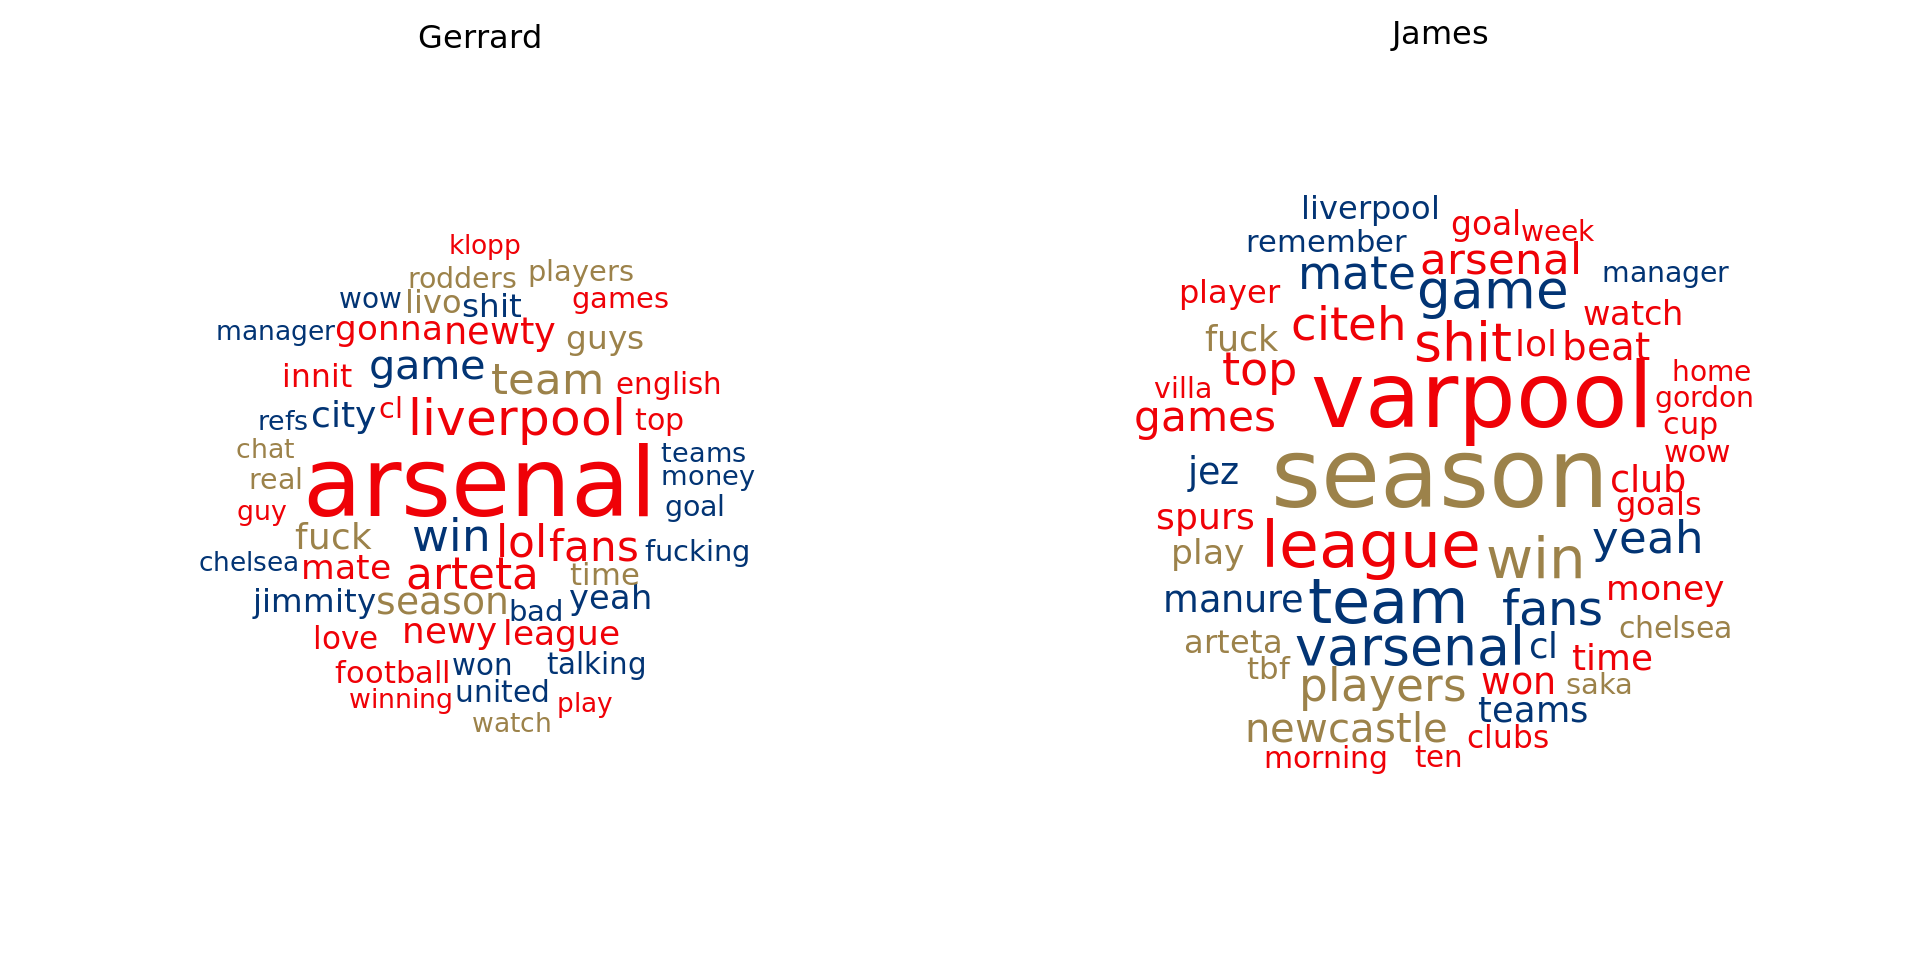 Gerrard
klopp
rodders players
wow livo shit games
manager gonna newty guys
game team
innit english
refs city cl liverpool top
chat arsenal teams
real money
guy goal
fuck win lol fans fucking
chelsea mate arteta time
jimmity season bad yeah
love newy league
football won talking
winning united play
watch
James
liverpool goal week
remember arsenal
mate game manager
player watch
fuck citeh shit lol beat
top varpool home
villa gordon
games cup
wow
jez season club
spurs goals
play league win yeah
manure team fans money
arteta varsenal cl chelsea
tbf time
players won saka
newcastle teams
clubs
morning ten